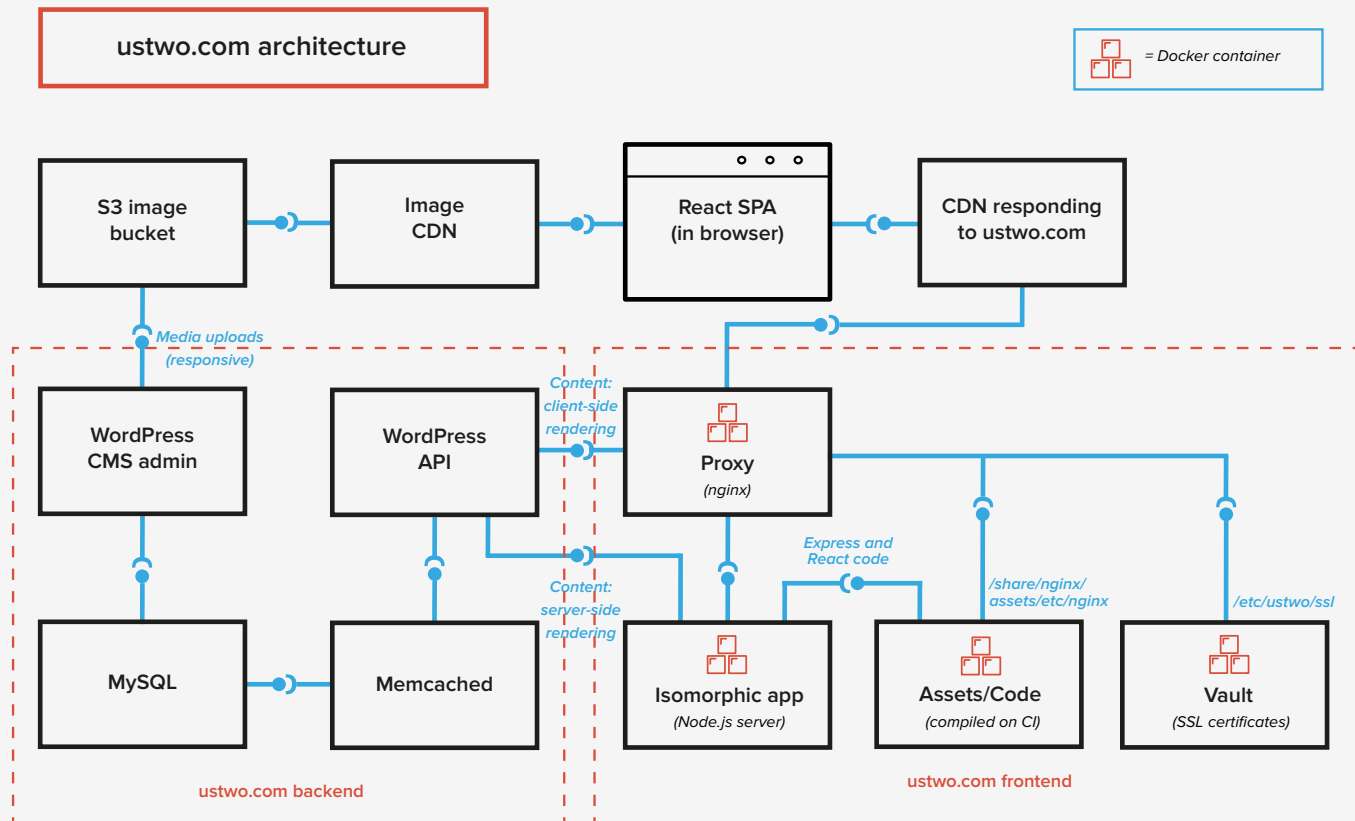 ustwo.com architecture
= Docker container
S3 image
bucket
Image
CDN
React SPA
(in browser)
CDN responding
to ustwo.com
Media uploads
(responsive)
WordPress
CMS admin
WordPress
API
Content:
client-side
rendering
Proxy
(nginx)
Express and
React code
/share/nginx/
assets/etc/nginx
/etc/ustwo/ssl
Content:
server-side
rendering
MySQL
Memcached
Isomorphic app
(Node.js server)
Assets/Code
(compiled on CI)
Vault
(SSL certificates)
ustwo.com backend
ustwo.com frontend